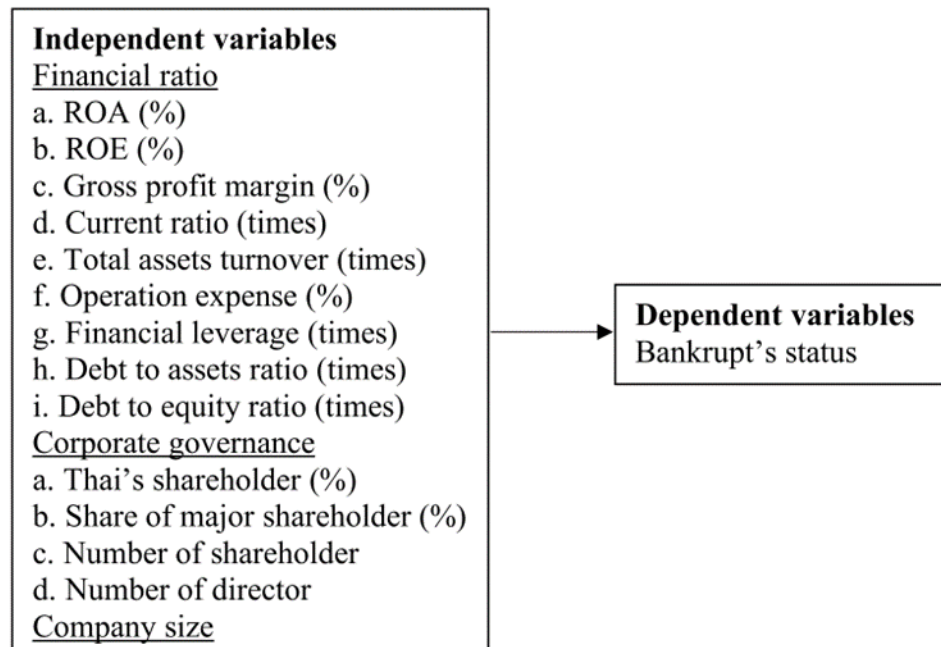 Independent variables
Financial ratio
a. ROA (%)
b. ROE (%)
c. Gross profit margin (%)
d. Current ratio (times)
e. Total assets turnover (times)
f. Operation expense (%)
g. Financial leverage (times)
h. Debt to assets ratio (times)
i. Debt to equity ratio (times)
Corporate governance
a. Thai's shareholder (%)
b. Share of major shareholder (%)
c. Number of shareholder
d. Number of director
Company size
Dependent variables
Bankrupt's status